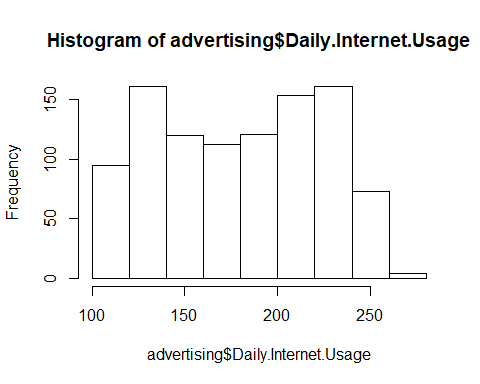 Histogram of advertising$Daily.Internet.Usage
Frequency
150
100
50
0
100 150 200 250
advertising$Daily.Internet.Usage